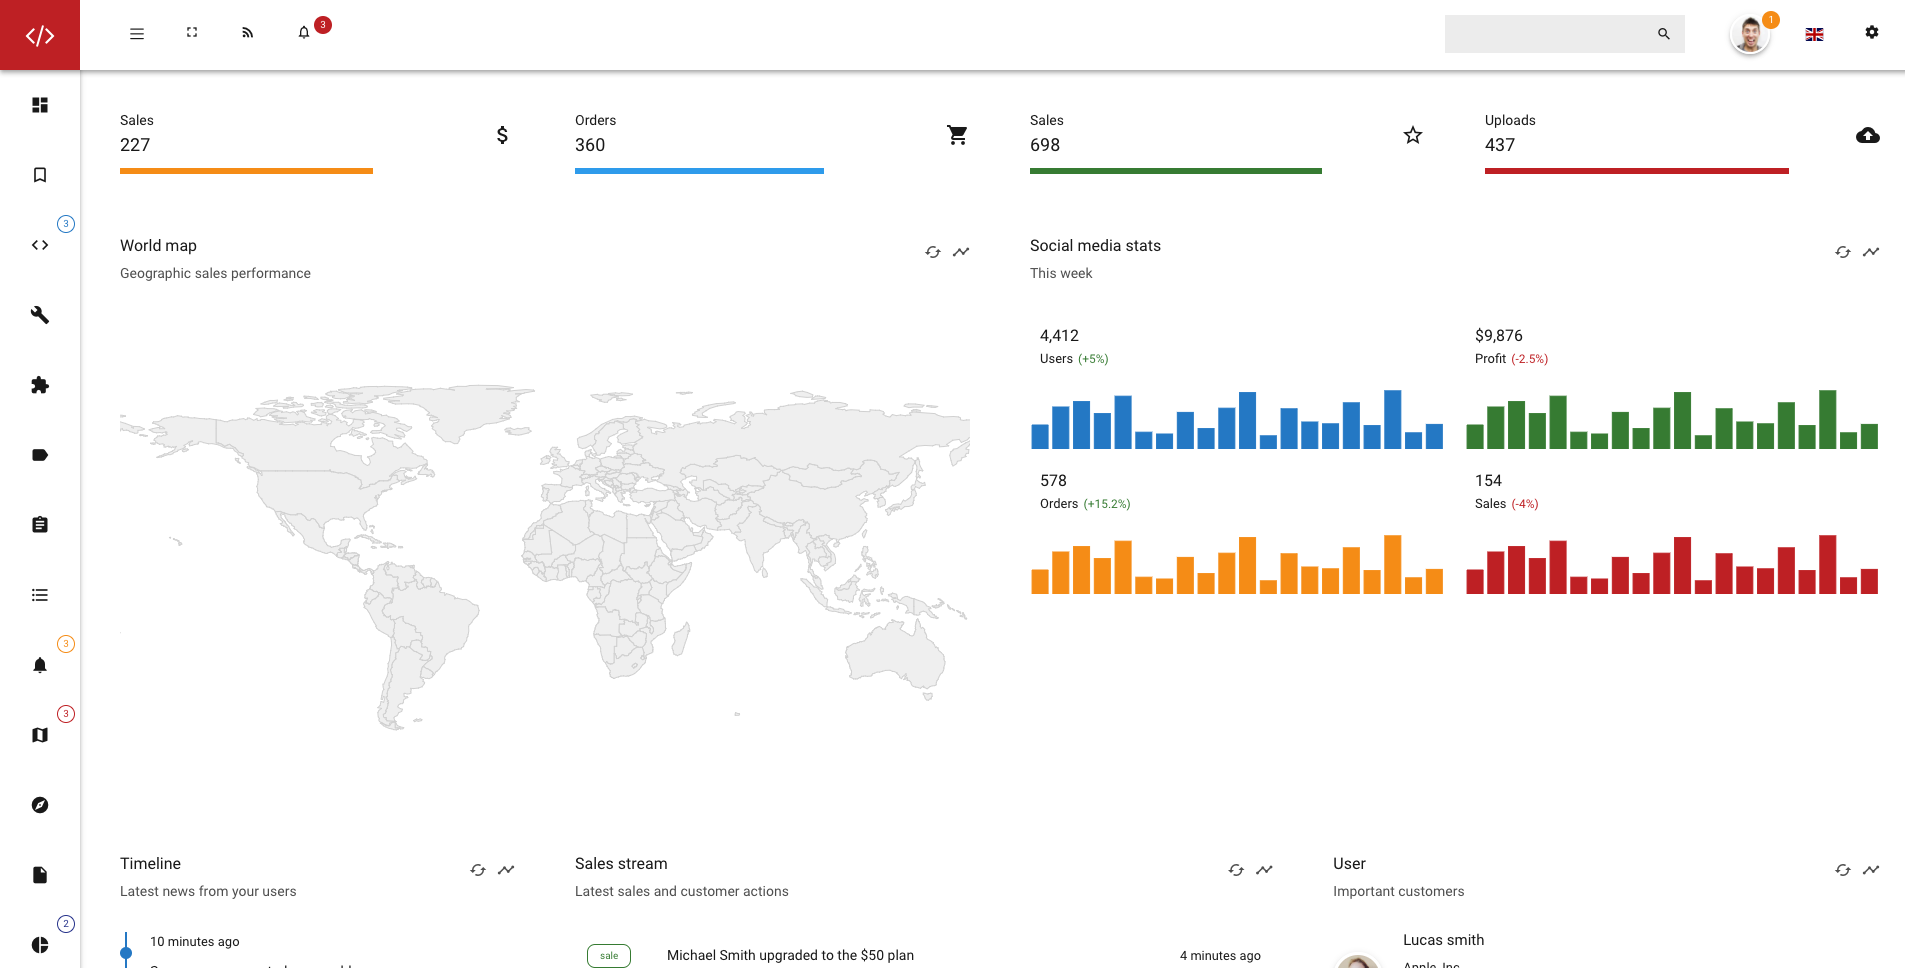 3
1
Sales
227
Orders
360
Sales
698
Uploads
437
3
World map
Geographic sales performance
Social media stats
This week
4,412
Users (+5%)
$9,876
Profit (-2.5%)
578
Orders (+15.2%)
154
Sales (-4%)
3
3
2
Timeline
Latest news from your users
Sales stream
Latest sales and customer actions
User
Important customers
10 minutes ago
sale
Michael Smith upgraded to the $50 plan
4 minutes ago
Lucas smith
Apple, Inc.